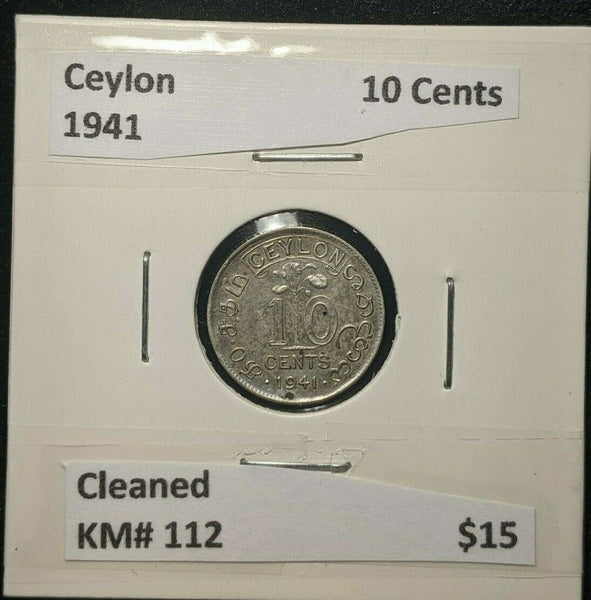 Ceylon 10 Cents
1941
CEYLON
10
CENTS
· 1941 ·
Cleaned
KM# 112 $15